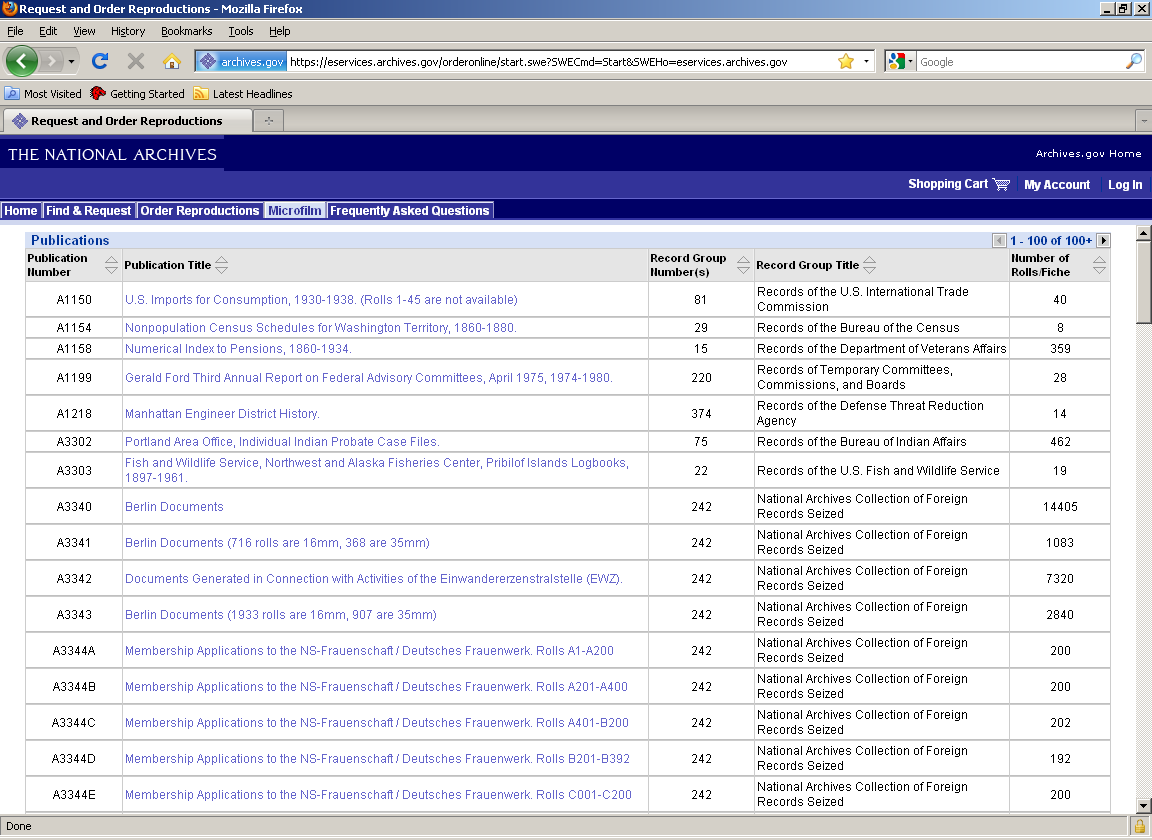 Request and Order Reproductions - Mozilla Firefox
File Edit View History Bookmarks Tools Help
archives.gov https://eservices.archives.gov/orderonline/start.swe?SWECmd=Start&SWEHo=eservices.archives.gov Google
Most Visited Getting Started Latest Headlines
Request and Order Reproductions
THE NATIONAL ARCHIVES Archives.gov Home
Shopping Cart My Account Log In
Home Find & Request Order Reproductions Microfilm Frequently Asked Questions
Publications 1 - 100 of 100+
Publication Number Publication Title Record Group Number(s) Record Group Title Number of Rolls/Fiche
A1150 U.S. Imports for Consumption, 1930-1938. (Rolls 1-45 are not available) 81 Records of the U.S. International Trade Commission 40
A1154 Nonpopulation Census Schedules for Washington Territory, 1860-1880. 29 Records of the Bureau of the Census 8
A1158 Numerical Index to Pensions, 1860-1934. 15 Records of the Department of Veterans Affairs 359
A1199 Gerald Ford Third Annual Report on Federal Advisory Committees, April 1975, 1974-1980. 220 Records of Temporary Committees, Commissions, and Boards 28
A1218 Manhattan Engineer District History. 374 Records of the Defense Threat Reduction Agency 14
A3302 Portland Area Office, Individual Indian Probate Case Files. 75 Records of the Bureau of Indian Affairs 462
A3303 Fish and Wildlife Service, Northwest and Alaska Fisheries Center, Pribilof Islands Logbooks, 1897-1961. 22 Records of the U.S. Fish and Wildlife Service 19
A3340 Berlin Documents 242 National Archives Collection of Foreign Records Seized 14405
A3341 Berlin Documents (716 rolls are 16mm, 368 are 35mm) 242 National Archives Collection of Foreign Records Seized 1083
A3342 Documents Generated in Connection with Activities of the Einwandererzenstralstelle (EWZ). 242 National Archives Collection of Foreign Records Seized 7320
A3343 Berlin Documents (1933 rolls are 16mm, 907 are 35mm) 242 National Archives Collection of Foreign Records Seized 2840
A3344A Membership Applications to the NS-Frauenschaft / Deutsches Frauenwerk. Rolls A1-A200 242 National Archives Collection of Foreign Records Seized 200
A3344B Membership Applications to the NS-Frauenschaft / Deutsches Frauenwerk. Rolls A201-A400 242 National Archives Collection of Foreign Records Seized 200
A3344C Membership Applications to the NS-Frauenschaft / Deutsches Frauenwerk. Rolls A401-B200 242 National Archives Collection of Foreign Records Seized 202
A3344D Membership Applications to the NS-Frauenschaft / Deutsches Frauenwerk. Rolls B201-B392 242 National Archives Collection of Foreign Records Seized 192
A3344E Membership Applications to the NS-Frauenschaft / Deutsches Frauenwerk. Rolls C001-C200 242 National Archives Collection of Foreign Records Seized 200
Done